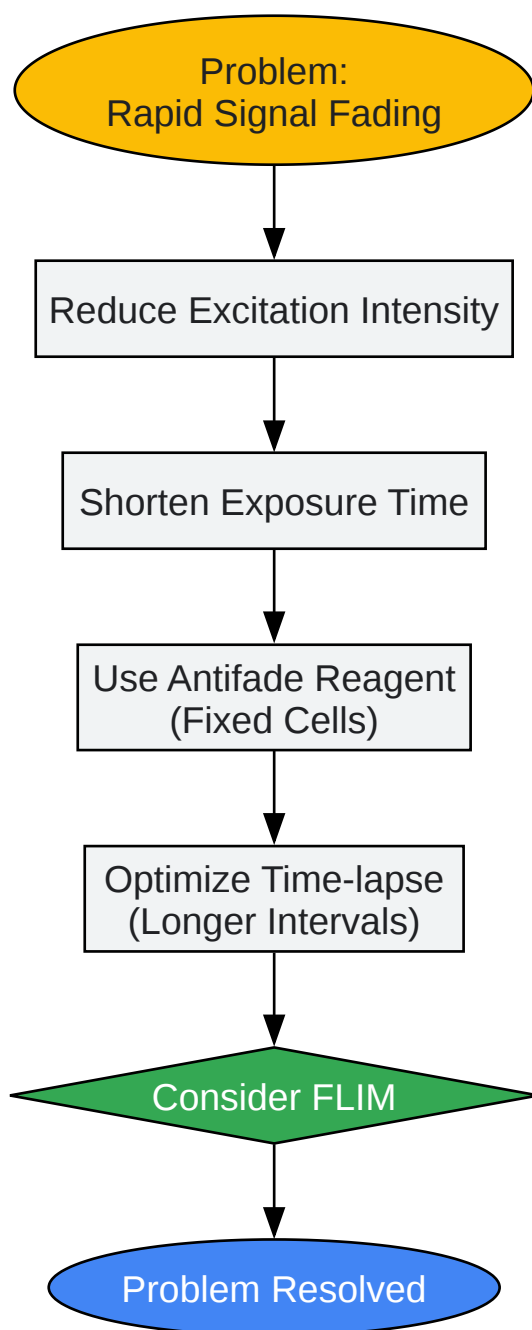 Problem:
Rapid Signal Fading
Reduce Excitation Intensity
Shorten Exposure Time
Use Antifade Reagent
(Fixed Cells)
Optimize Time-lapse
(Longer Intervals)
Consider FLIM
Problem Resolved